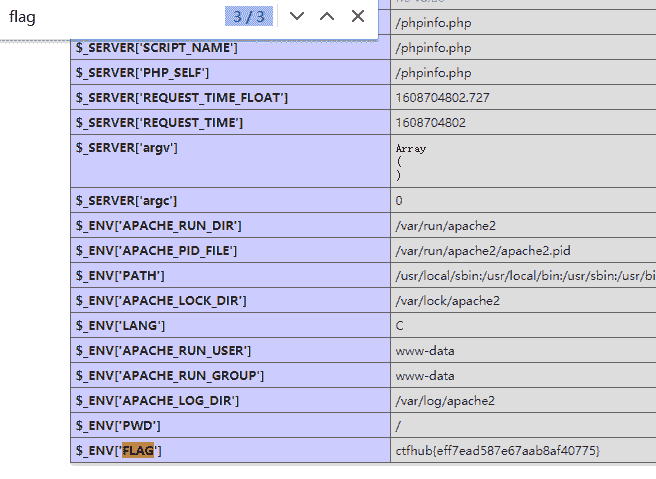 flag 3 / 3
/phpinfo.php
$_SERVER['SCRIPT_NAME'] /phpinfo.php
$_SERVER['PHP_SELF'] /phpinfo.php
$_SERVER['REQUEST_TIME_FLOAT'] 1608704802.727
$_SERVER['REQUEST_TIME'] 1608704802
$_SERVER['argv'] Array
(
)
$_SERVER['argc'] 0
$_ENV['APACHE_RUN_DIR'] /var/run/apache2
$_ENV['APACHE_PID_FILE'] /var/run/apache2/apache2.pid
$_ENV['PATH'] /usr/local/sbin:/usr/local/bin:/usr/sbin:/usr/bi
$_ENV['APACHE_LOCK_DIR'] /var/lock/apache2
$_ENV['LANG'] C
$_ENV['APACHE_RUN_USER'] www-data
$_ENV['APACHE_RUN_GROUP'] www-data
$_ENV['APACHE_LOG_DIR'] /var/log/apache2
$_ENV['PWD'] /
$_ENV['FLAG'] ctfhub{eff7ead587e67aab8af40775}